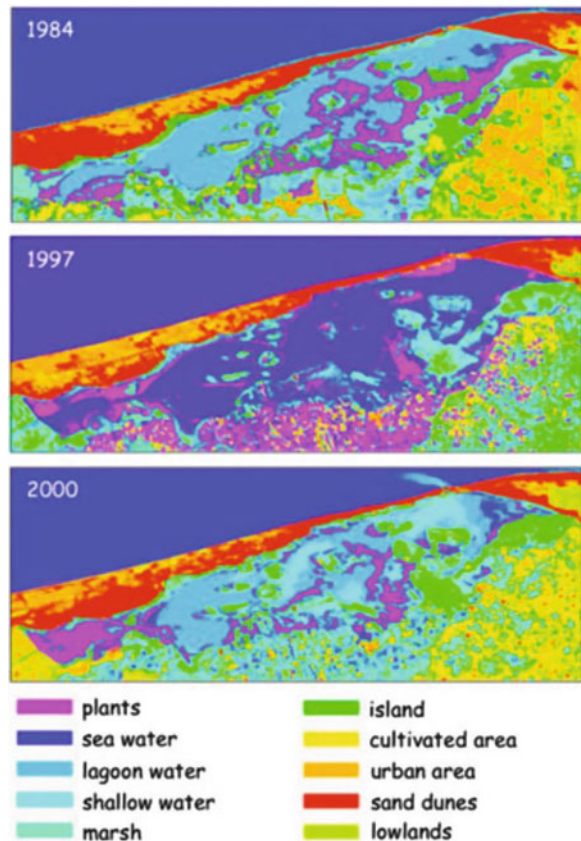 1984
1997
2000
plants
sea water
lagoon water
shallow water
marsh
island
cultivated area
urban area
sand dunes
lowlands